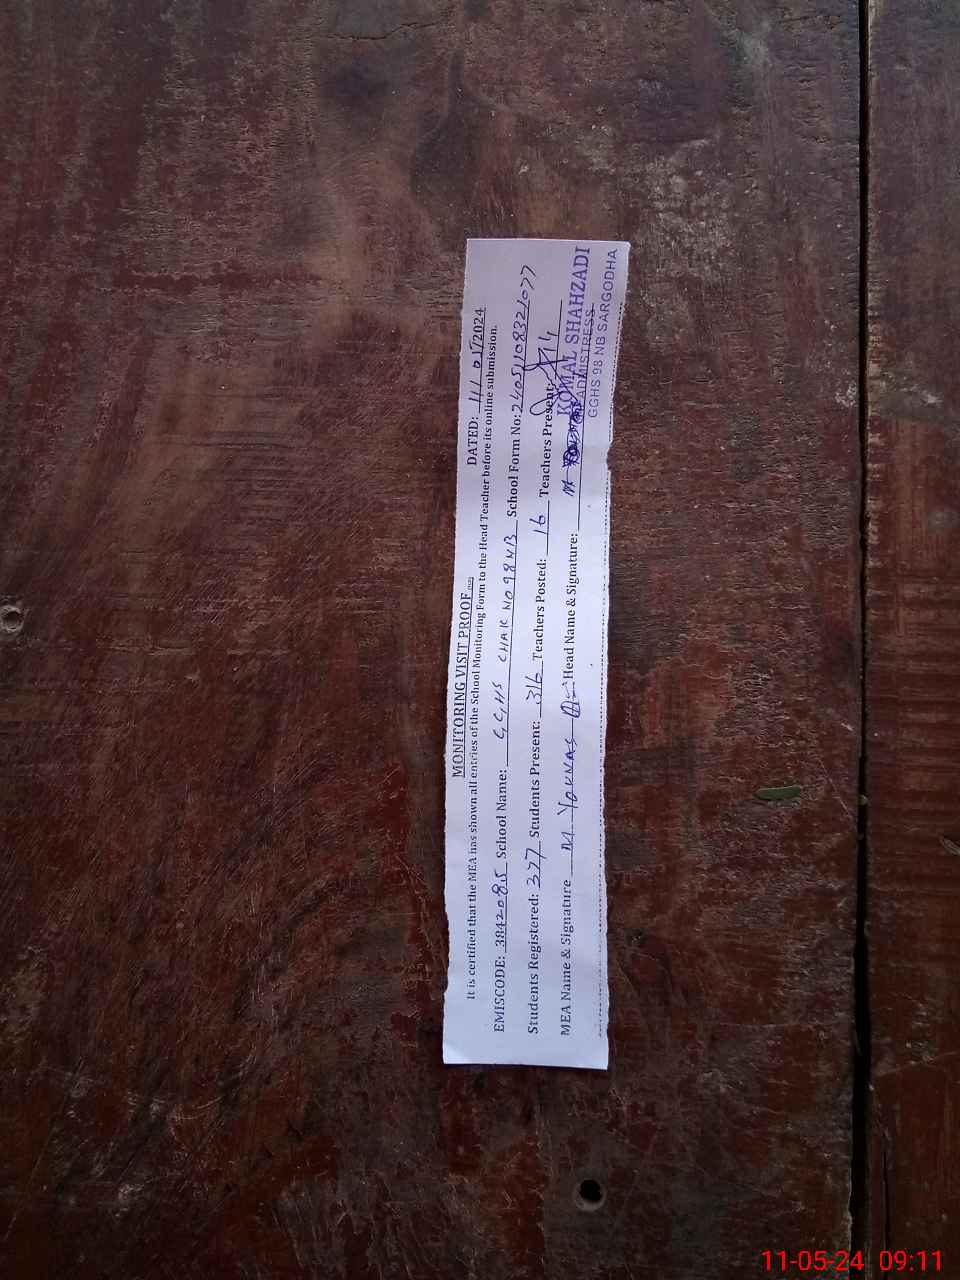 MONITORING VISIT PROOF
DATED: 11/ 05/2024
It is certified that the MEA has shown all entries of the School Monitoring Form to the Head Teacher before its online submission.
EMISCODE: 3842085 School Name: GGHS CHAK NO 98 NB School Form No: 24051108321077
Students Registered: 377 Students Present: 316 Teachers Posted: 16 Teachers Present: 14
MEA Name & Signature M YOUNAS Head Name & Signature:
KOMAL SHAHZADI
HEADMISTRESS
GGHS 98 NB SARGODHA
11-05-24 09:11